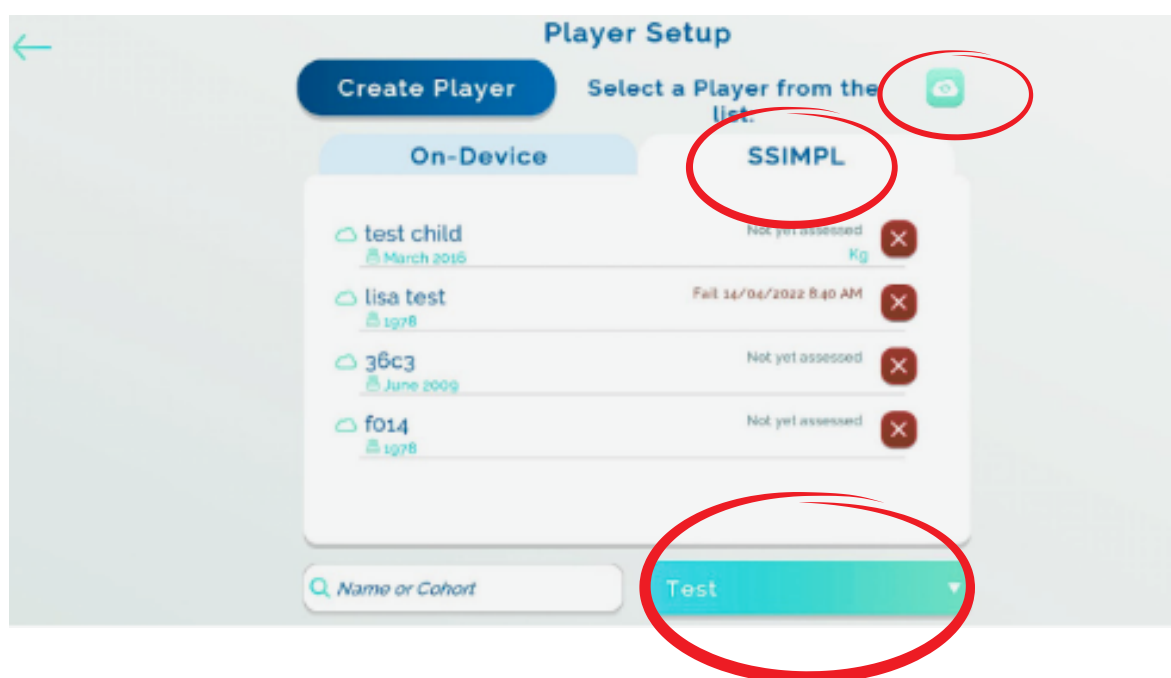 Player Setup
Create Player
Select a Player from the
list.
On-Device
SSIMPL
test child
Not yet assessed
March 2016
Kg
lisa test
Fail 14/04/2022 8:40 AM
1978
36c3
Not yet assessed
June 2009
f014
Not yet assessed
1978
Name or Cohort
Test